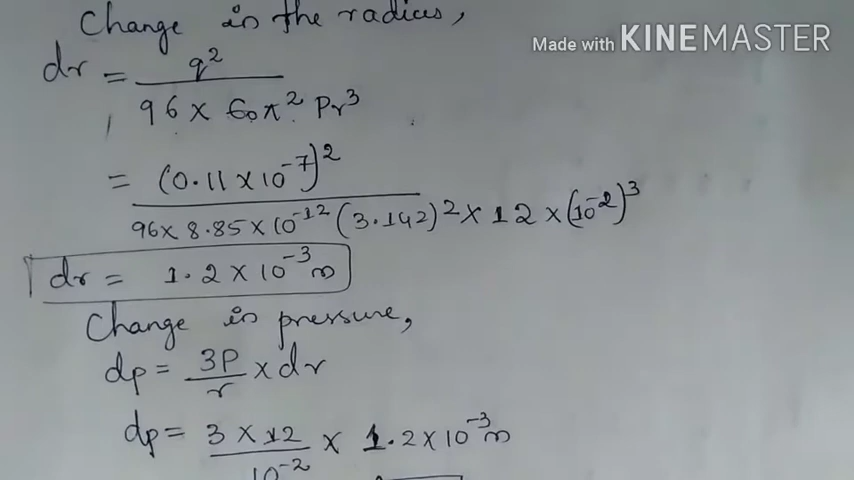 Change in the radius,
Made with KINEMASTER
dr = q² / 96 × ϵ₀π² Pr³
= (0.11 × 10⁻⁷)² / 96 × 8.85 × 10⁻¹² (3.142)² × 12 × (10⁻²)³
dr = 1.2 × 10⁻³ m
Change in pressure,
dp = 3P / r × dr
dp = 3 × 12 / 10⁻² × 1.2 × 10⁻³ m